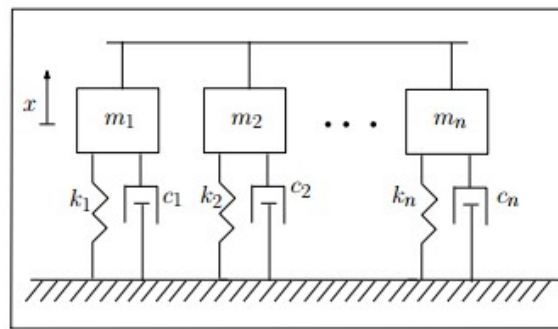 x
m₁ m₂ mₙ
k₁ c₁ k₂ c₂ kₙ cₙ